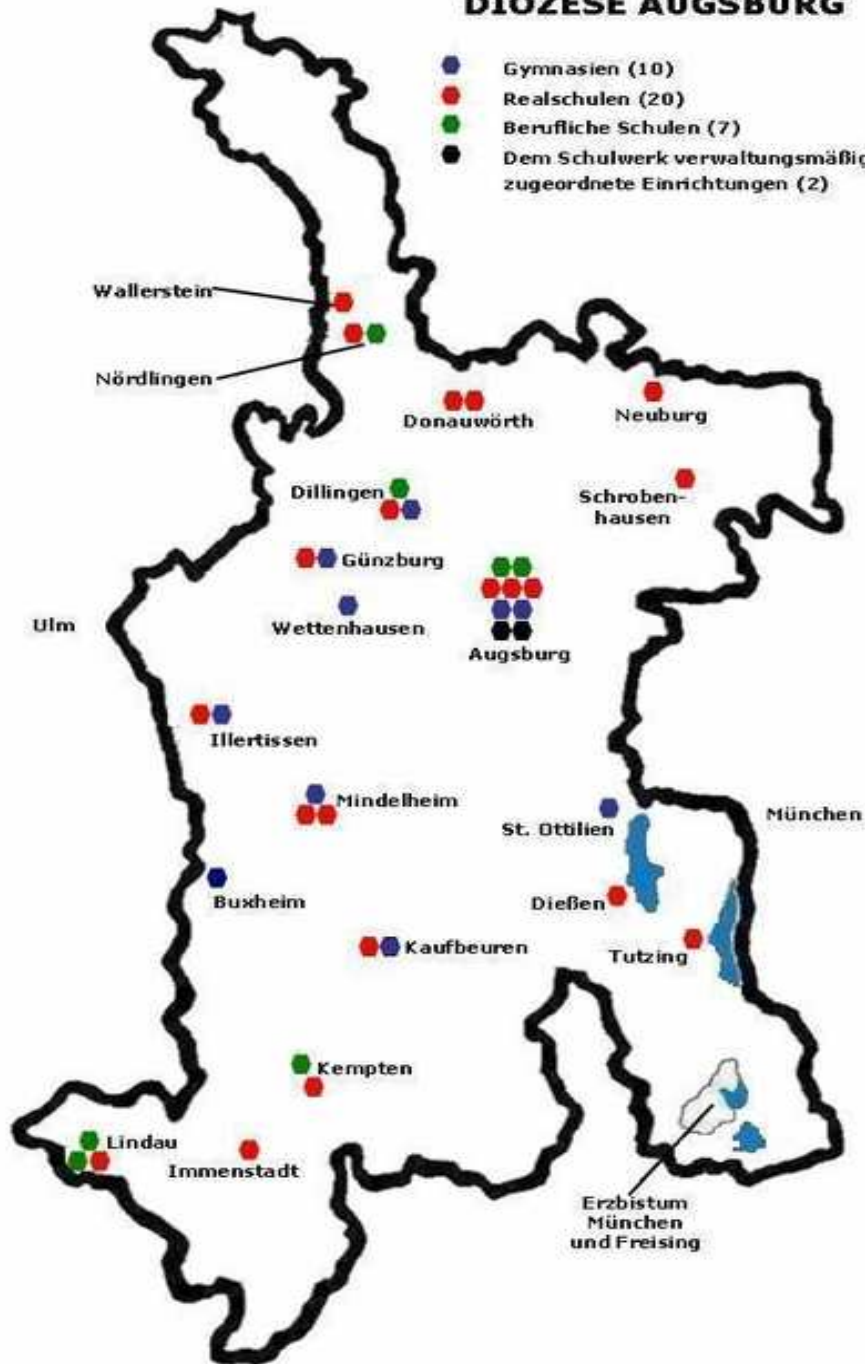 DIÖZESE AUGSBURG
Gymnasien (10)
Realschulen (20)
Berufliche Schulen (7)
Dem Schulwerk verwaltungsmäßig
zugeordnete Einrichtungen (2)
Wallerstein
Nördlingen
Donauwörth
Neuburg
Dillingen
Schroben-
hausen
Günzburg
Ulm
Wettenhausen
Augsburg
Illertissen
Mindelheim
St. Ottilien
München
Buxheim
Dießen
Kaufbeuren
Tutzing
Kempten
Lindau
Immenstadt
Erzbistum
München
und Freising